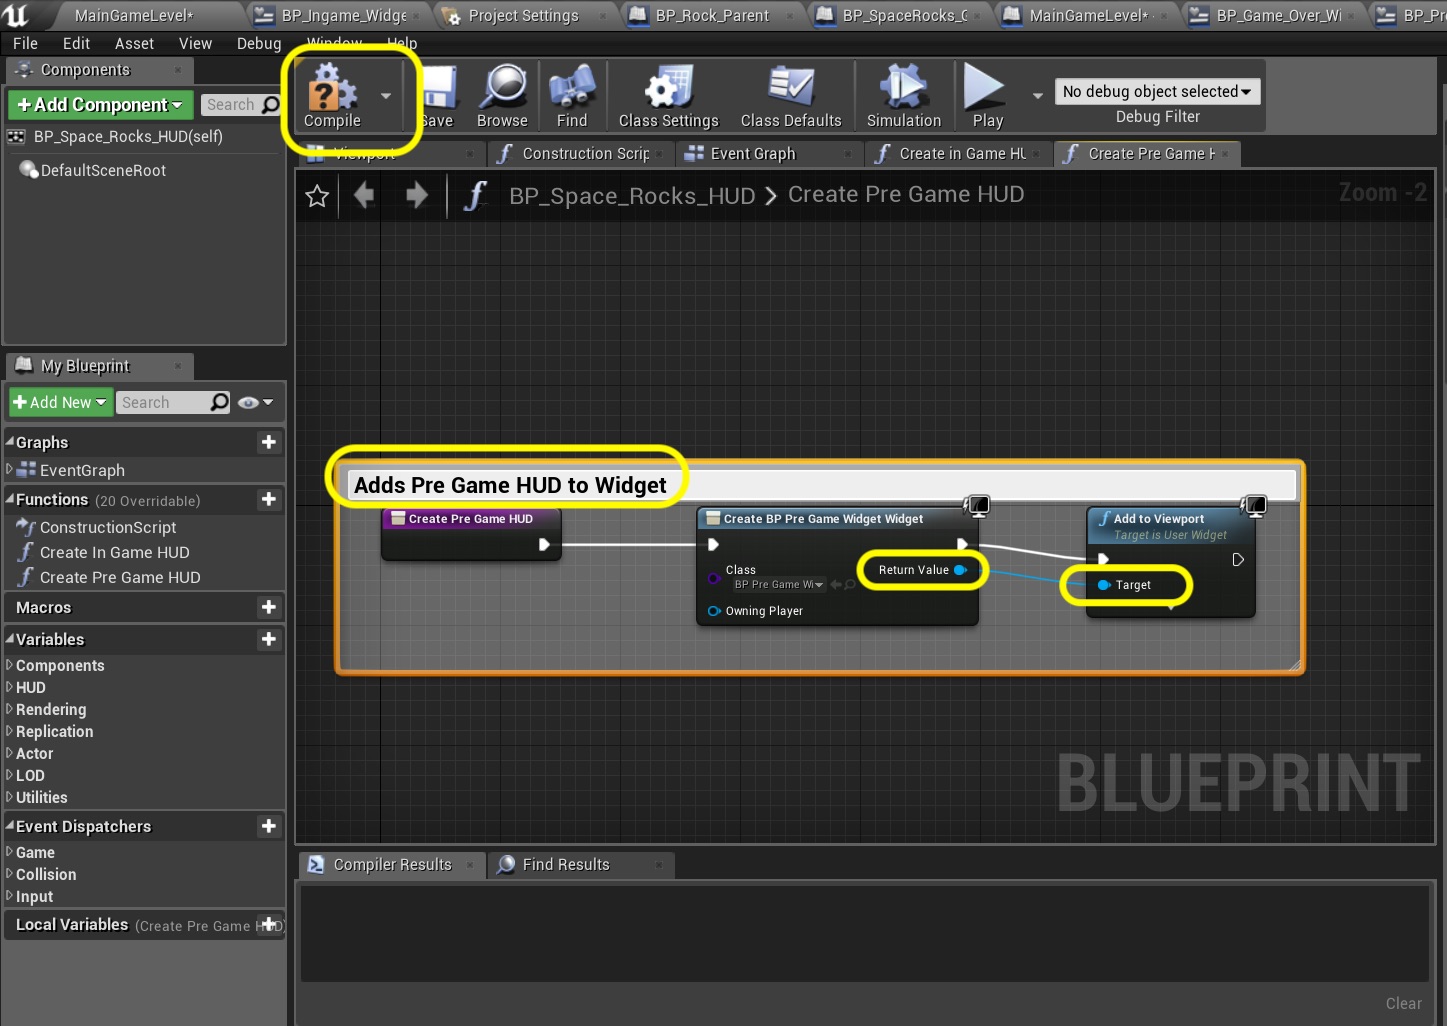 MainGameLevel*
BP_Ingame_Widge
Project Settings
BP_Rock_Parent
BP_SpaceRocks_G
MainGameLevel*
BP_Game_Over_Wi
BP_Pr
File Edit Asset View Debug Window Help
Components
+Add Component
Search
BP_Space_Rocks_HUD(self)
DefaultSceneRoot
Compile
Save
Browse
Find
Class Settings
Class Defaults
Simulation
Play
No debug object selected
Debug Filter
Viewport
Construction Scrip
Event Graph
Create in Game HU
Create Pre Game H
BP_Space_Rocks_HUD > Create Pre Game HUD
Zoom -2
My Blueprint
+Add New
Search
Graphs
EventGraph
Functions (20 Overridable)
ConstructionScript
Create In Game HUD
Create Pre Game HUD
Macros
Variables
Components
HUD
Rendering
Replication
Actor
LOD
Utilities
Event Dispatchers
Game
Collision
Input
Local Variables (Create Pre Game HUD)
Adds Pre Game HUD to Widget
Create Pre Game HUD
Create BP Pre Game Widget Widget
Class
BP Pre Game Wi
Owning Player
Return Value
Add to Viewport
Target is User Widget
Target
BLUEPRINT
Compiler Results
Find Results
Clear